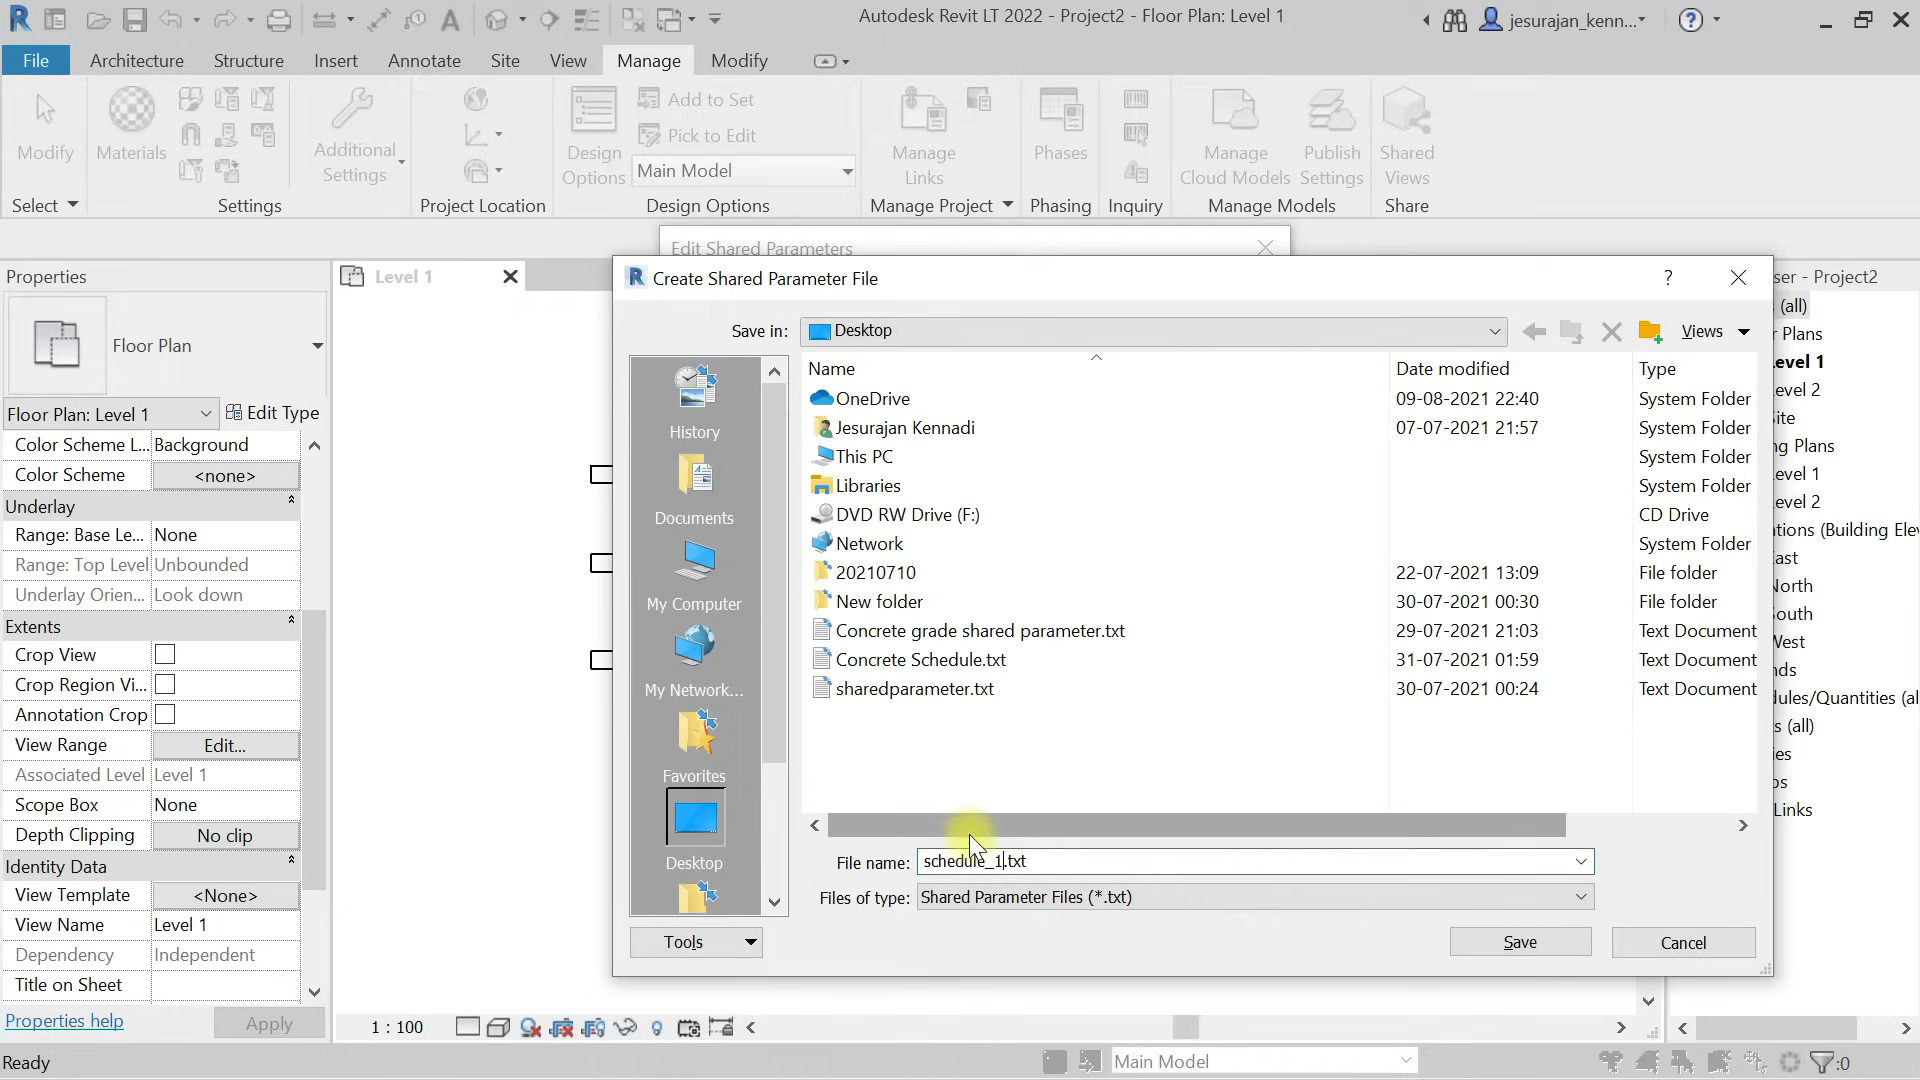 Autodesk Revit LT 2022 - Project2 - Floor Plan: Level 1
jesurajan_kenn...
File Architecture Structure Insert Annotate Site View Manage Modify
Modify
Materials
Additional
Settings
Design
Options
Add to Set
Pick to Edit
Main Model
Manage
Links
Phases
Manage
Cloud Models
Publish
Settings
Shared
Views
Select Settings Project Location Design Options Manage Project Phasing Inquiry Manage Models Share
Edit Shared Parameters
Properties
Floor Plan
Floor Plan: Level 1 Edit Type
Color Scheme L... Background
Color Scheme <none>
Underlay
Range: Base Le... None
Range: Top Level Unbounded
Underlay Orien... Look down
Extents
Crop View
Crop Region Vi...
Annotation Crop
View Range Edit...
Associated Level Level 1
Scope Box None
Depth Clipping No clip
Identity Data
View Template <None>
View Name Level 1
Dependency Independent
Title on Sheet
Properties help Apply
Level 1
Create Shared Parameter File ?
Save in: Desktop Views
History
Documents
My Computer
My Network...
Favorites
Desktop
Name Date modified Type
OneDrive 09-08-2021 22:40 System Folder
Jesurajan Kennadi 07-07-2021 21:57 System Folder
This PC System Folder
Libraries System Folder
DVD RW Drive (F:) CD Drive
Network System Folder
20210710 22-07-2021 13:09 File folder
New folder 30-07-2021 00:30 File folder
Concrete grade shared parameter.txt 29-07-2021 21:03 Text Document
Concrete Schedule.txt 31-07-2021 01:59 Text Document
sharedparameter.txt 30-07-2021 00:24 Text Document
File name: schedule_1.txt
Files of type: Shared Parameter Files (*.txt)
Tools Save Cancel
ser - Project2
(all)
r Plans
evel 1
evel 2
ite
ng Plans
evel 1
evel 2
ations (Building Ele
ast
North
outh
West
nds
dules/Quantities (al
s (all)
ies
ps
Links
1 : 100
Ready Main Model :0